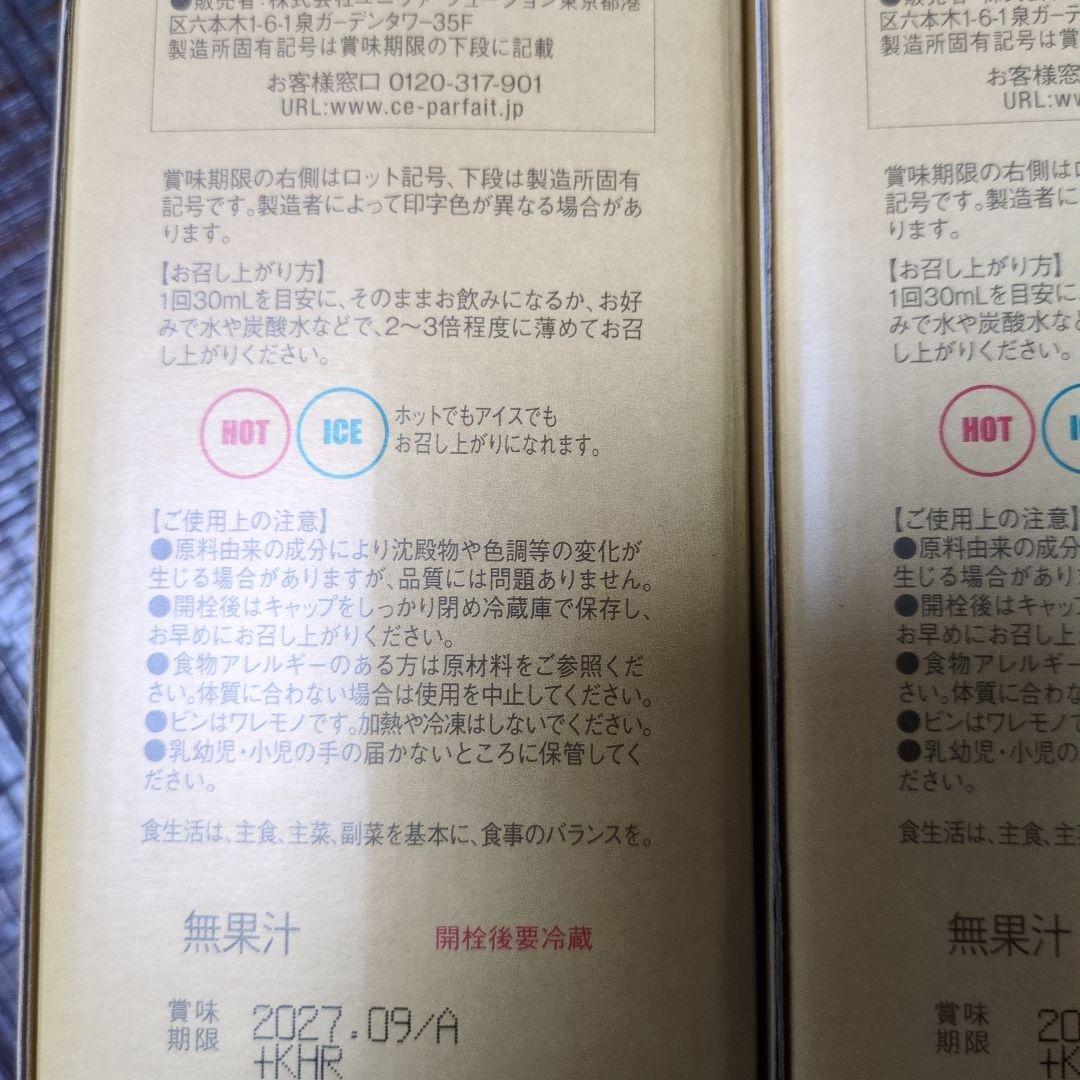 区六本木1-6-1泉ガーデンタワー35F
製造所固有記号は賞味期限の下段に記載
お客様窓口 0120-317-901
URL:www.ce-parfait.jp
賞味期限の右側はロット記号、下段は製造所固有
記号です。製造者によって印字色が異なる場合があ
ります。
【お召し上がり方】
1回30mLを目安に、そのままお飲みになるか、お好
みで水や炭酸水などで、2〜3倍程度に薄めてお召
し上がりください。
HOT ICE ホットでもアイスでも
お召し上がりになれます。
【ご使用上の注意】
●原料由来の成分により沈殿物や色調等の変化が
生じる場合がありますが、品質には問題ありません。
●開栓後はキャップをしっかり閉め冷蔵庫で保存し、
お早めにお召し上がりください。
●食物アレルギーのある方は原材料をご参照くだ
さい。体質に合わない場合は使用を中止してください。
●ビンはワレモノです。加熱や冷凍はしないでください。
●乳幼児・小児の手の届かないところに保管してく
ださい。
食生活は、主食、主菜、副菜を基本に、食事のバランスを。
無果汁 開栓後要冷蔵
賞味
期限 2027.09/A
+KHR
区六本木1-6-1泉ガーデ
製造所固有記号は賞
お客様窓
URL:w
賞味期限の右側は
記号です。製造者に
ります。
【お召し上がり方】
1回30mLを目安に
みで水や炭酸水な
し上がりください。
HOT
【ご使用上の注意】
●原料由来の成分
生じる場合があり
●開栓後はキャッ
お早めにお召し上
●食物アレルギー
さい。体質に合わな
●ビンはワレモノで
●乳幼児・小児の
ださい。
食生活は、主食、主
無果汁
賞味
期限 20
+K